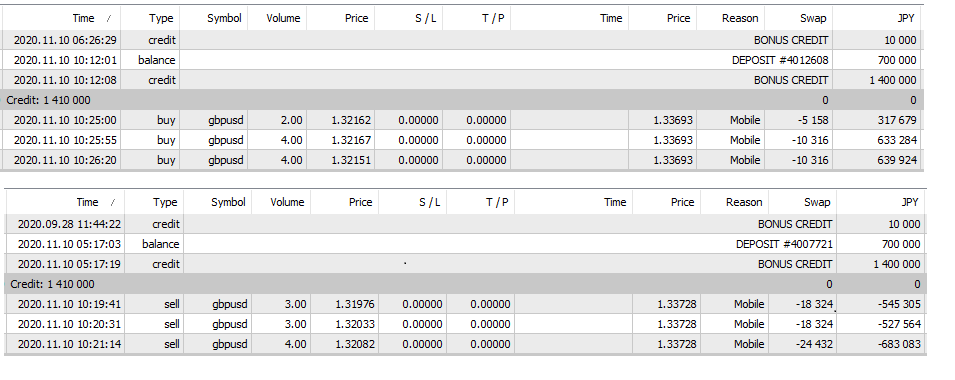 Time / Type Symbol Volume Price S / L T / P Time Price Reason Swap JPY
2020.11.10 06:26:29 credit BONUS CREDIT 10 000
2020.11.10 10:12:01 balance DEPOSIT #4012608 700 000
2020.11.10 10:12:08 credit BONUS CREDIT 1 400 000
Credit: 1 410 000 0 0
2020.11.10 10:25:00 buy gbpusd 2.00 1.32162 0.00000 0.00000 1.33693 Mobile -5 158 317 679
2020.11.10 10:25:55 buy gbpusd 4.00 1.32167 0.00000 0.00000 1.33693 Mobile -10 316 633 284
2020.11.10 10:26:20 buy gbpusd 4.00 1.32151 0.00000 0.00000 1.33693 Mobile -10 316 639 924
Time / Type Symbol Volume Price S / L T / P Time Price Reason Swap JPY
2020.09.28 11:44:22 credit BONUS CREDIT 10 000
2020.11.10 05:17:03 balance DEPOSIT #4007721 700 000
2020.11.10 05:17:19 credit BONUS CREDIT 1 400 000
Credit: 1 410 000 0 0
2020.11.10 10:19:41 sell gbpusd 3.00 1.31976 0.00000 0.00000 1.33728 Mobile -18 324 -545 305
2020.11.10 10:20:31 sell gbpusd 3.00 1.32033 0.00000 0.00000 1.33728 Mobile -18 324 -527 564
2020.11.10 10:21:14 sell gbpusd 4.00 1.32082 0.00000 0.00000 1.33728 Mobile -24 432 -683 083